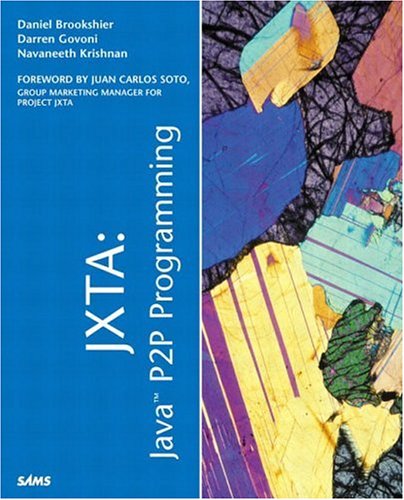 Daniel Brookshier
Darren Govoni
Navaneeth Krishnan
FOREWORD BY JUAN CARLOS SOTO,
GROUP MARKETING MANAGER FOR
PROJECT JXTA
JXTA:
Java™ P2P Programming
SAMS